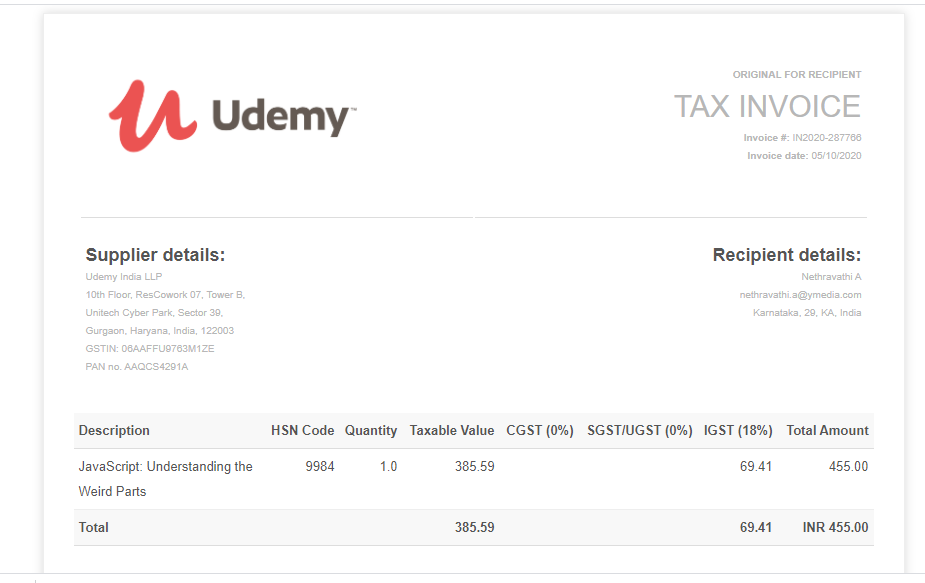 Udemy™
ORIGINAL FOR RECIPIENT
TAX INVOICE
Invoice #: IN2020-287766
Invoice date: 05/10/2020
Supplier details:
Udemy India LLP
10th Floor, ResCowork 07, Tower B,
Unitech Cyber Park, Sector 39,
Gurgaon, Haryana, India, 122003
GSTIN: 06AAFFU9763M1ZE
PAN no. AAQCS4291A
Recipient details:
Nethravathi A
nethravathi.a@ymedia.com
Karnataka, 29, KA, India
Description HSN Code Quantity Taxable Value CGST (0%) SGST/UGST (0%) IGST (18%) Total Amount
JavaScript: Understanding the 9984 1.0 385.59 69.41 455.00
Weird Parts
Total 385.59 69.41 INR 455.00